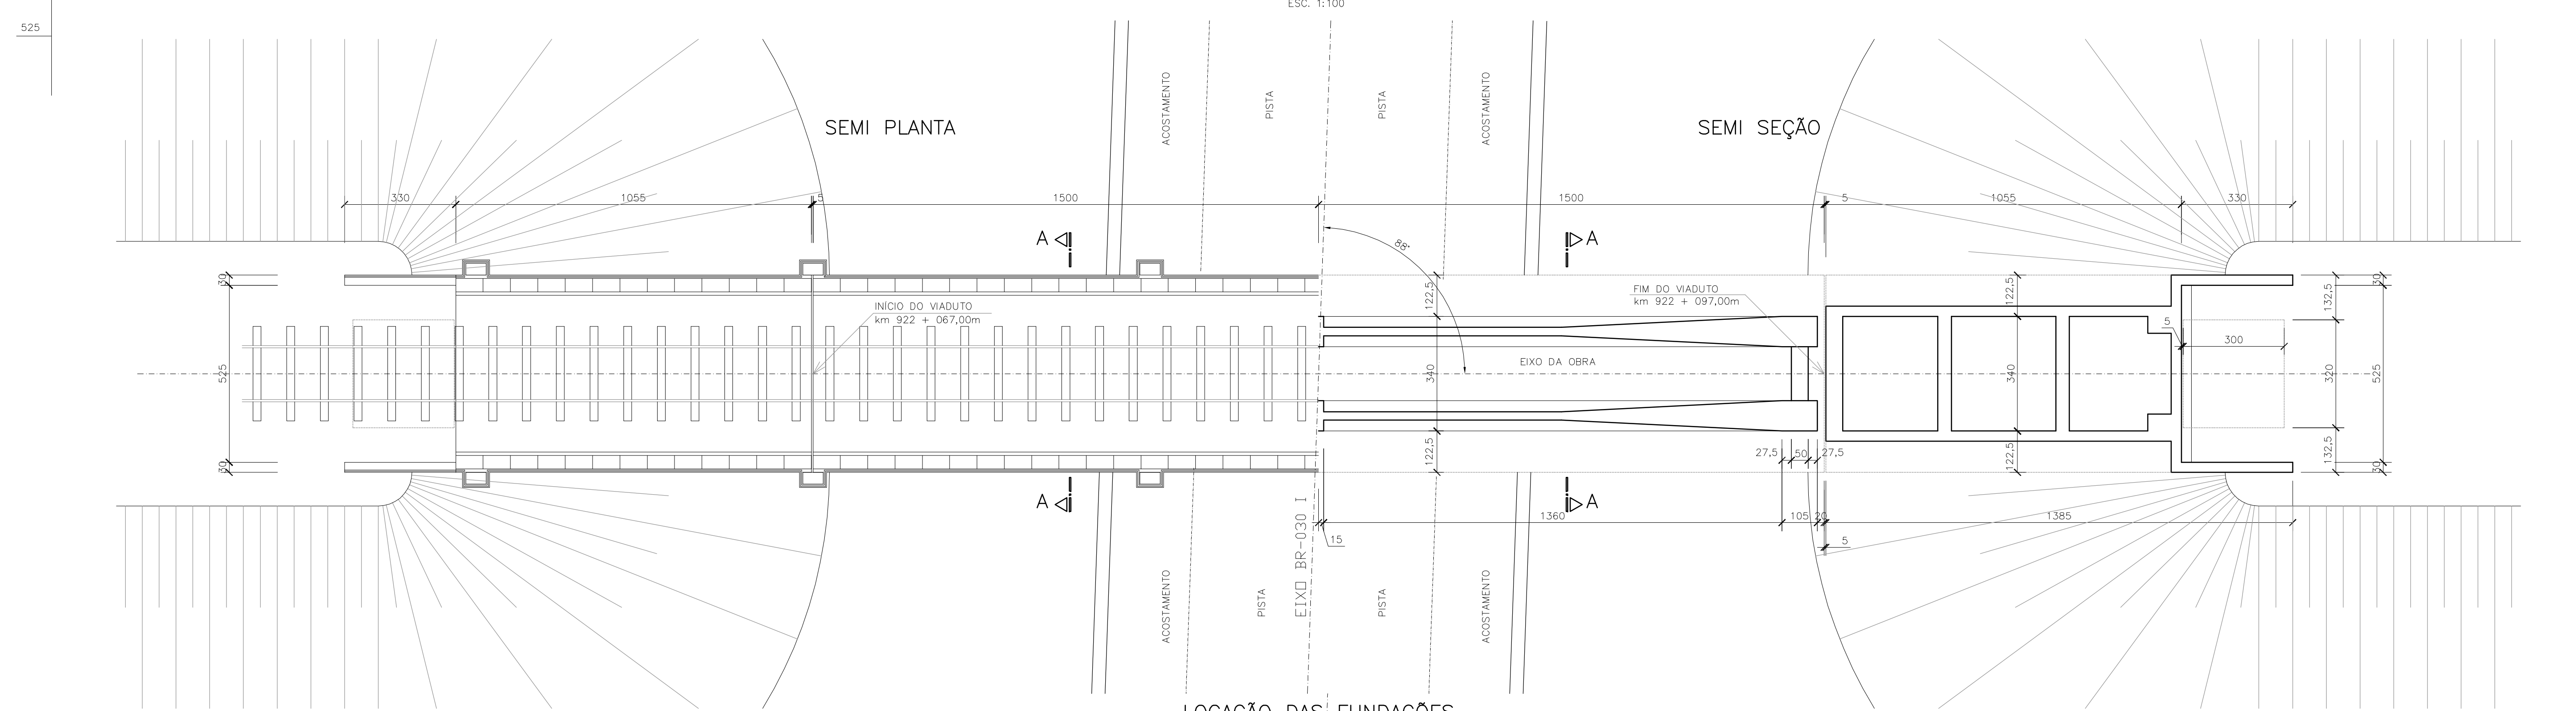 ESC. 1:100
525
ACOSTAMENTO
PISTA
PISTA
ACOSTAMENTO
SEMI PLANTA
SEMI SEÇÃO
330
1055
5
1500
1500
5
1055
330
A
A
88°
30
525
30
INÍCIO DO VIADUTO
km 922 + 067,00m
FIM DO VIADUTO
km 922 + 097,00m
EIXO DA OBRA
122,5
340
122,5
122,5
340
122,5
5
300
132,5
320
132,5
30
525
30
27,5
50
27,5
A
A
1360
105
20
1385
15
5
EIXO BR-030 I
ACOSTAMENTO
PISTA
PISTA
ACOSTAMENTO
LOCAÇÃO DAS FUNDAÇÕES